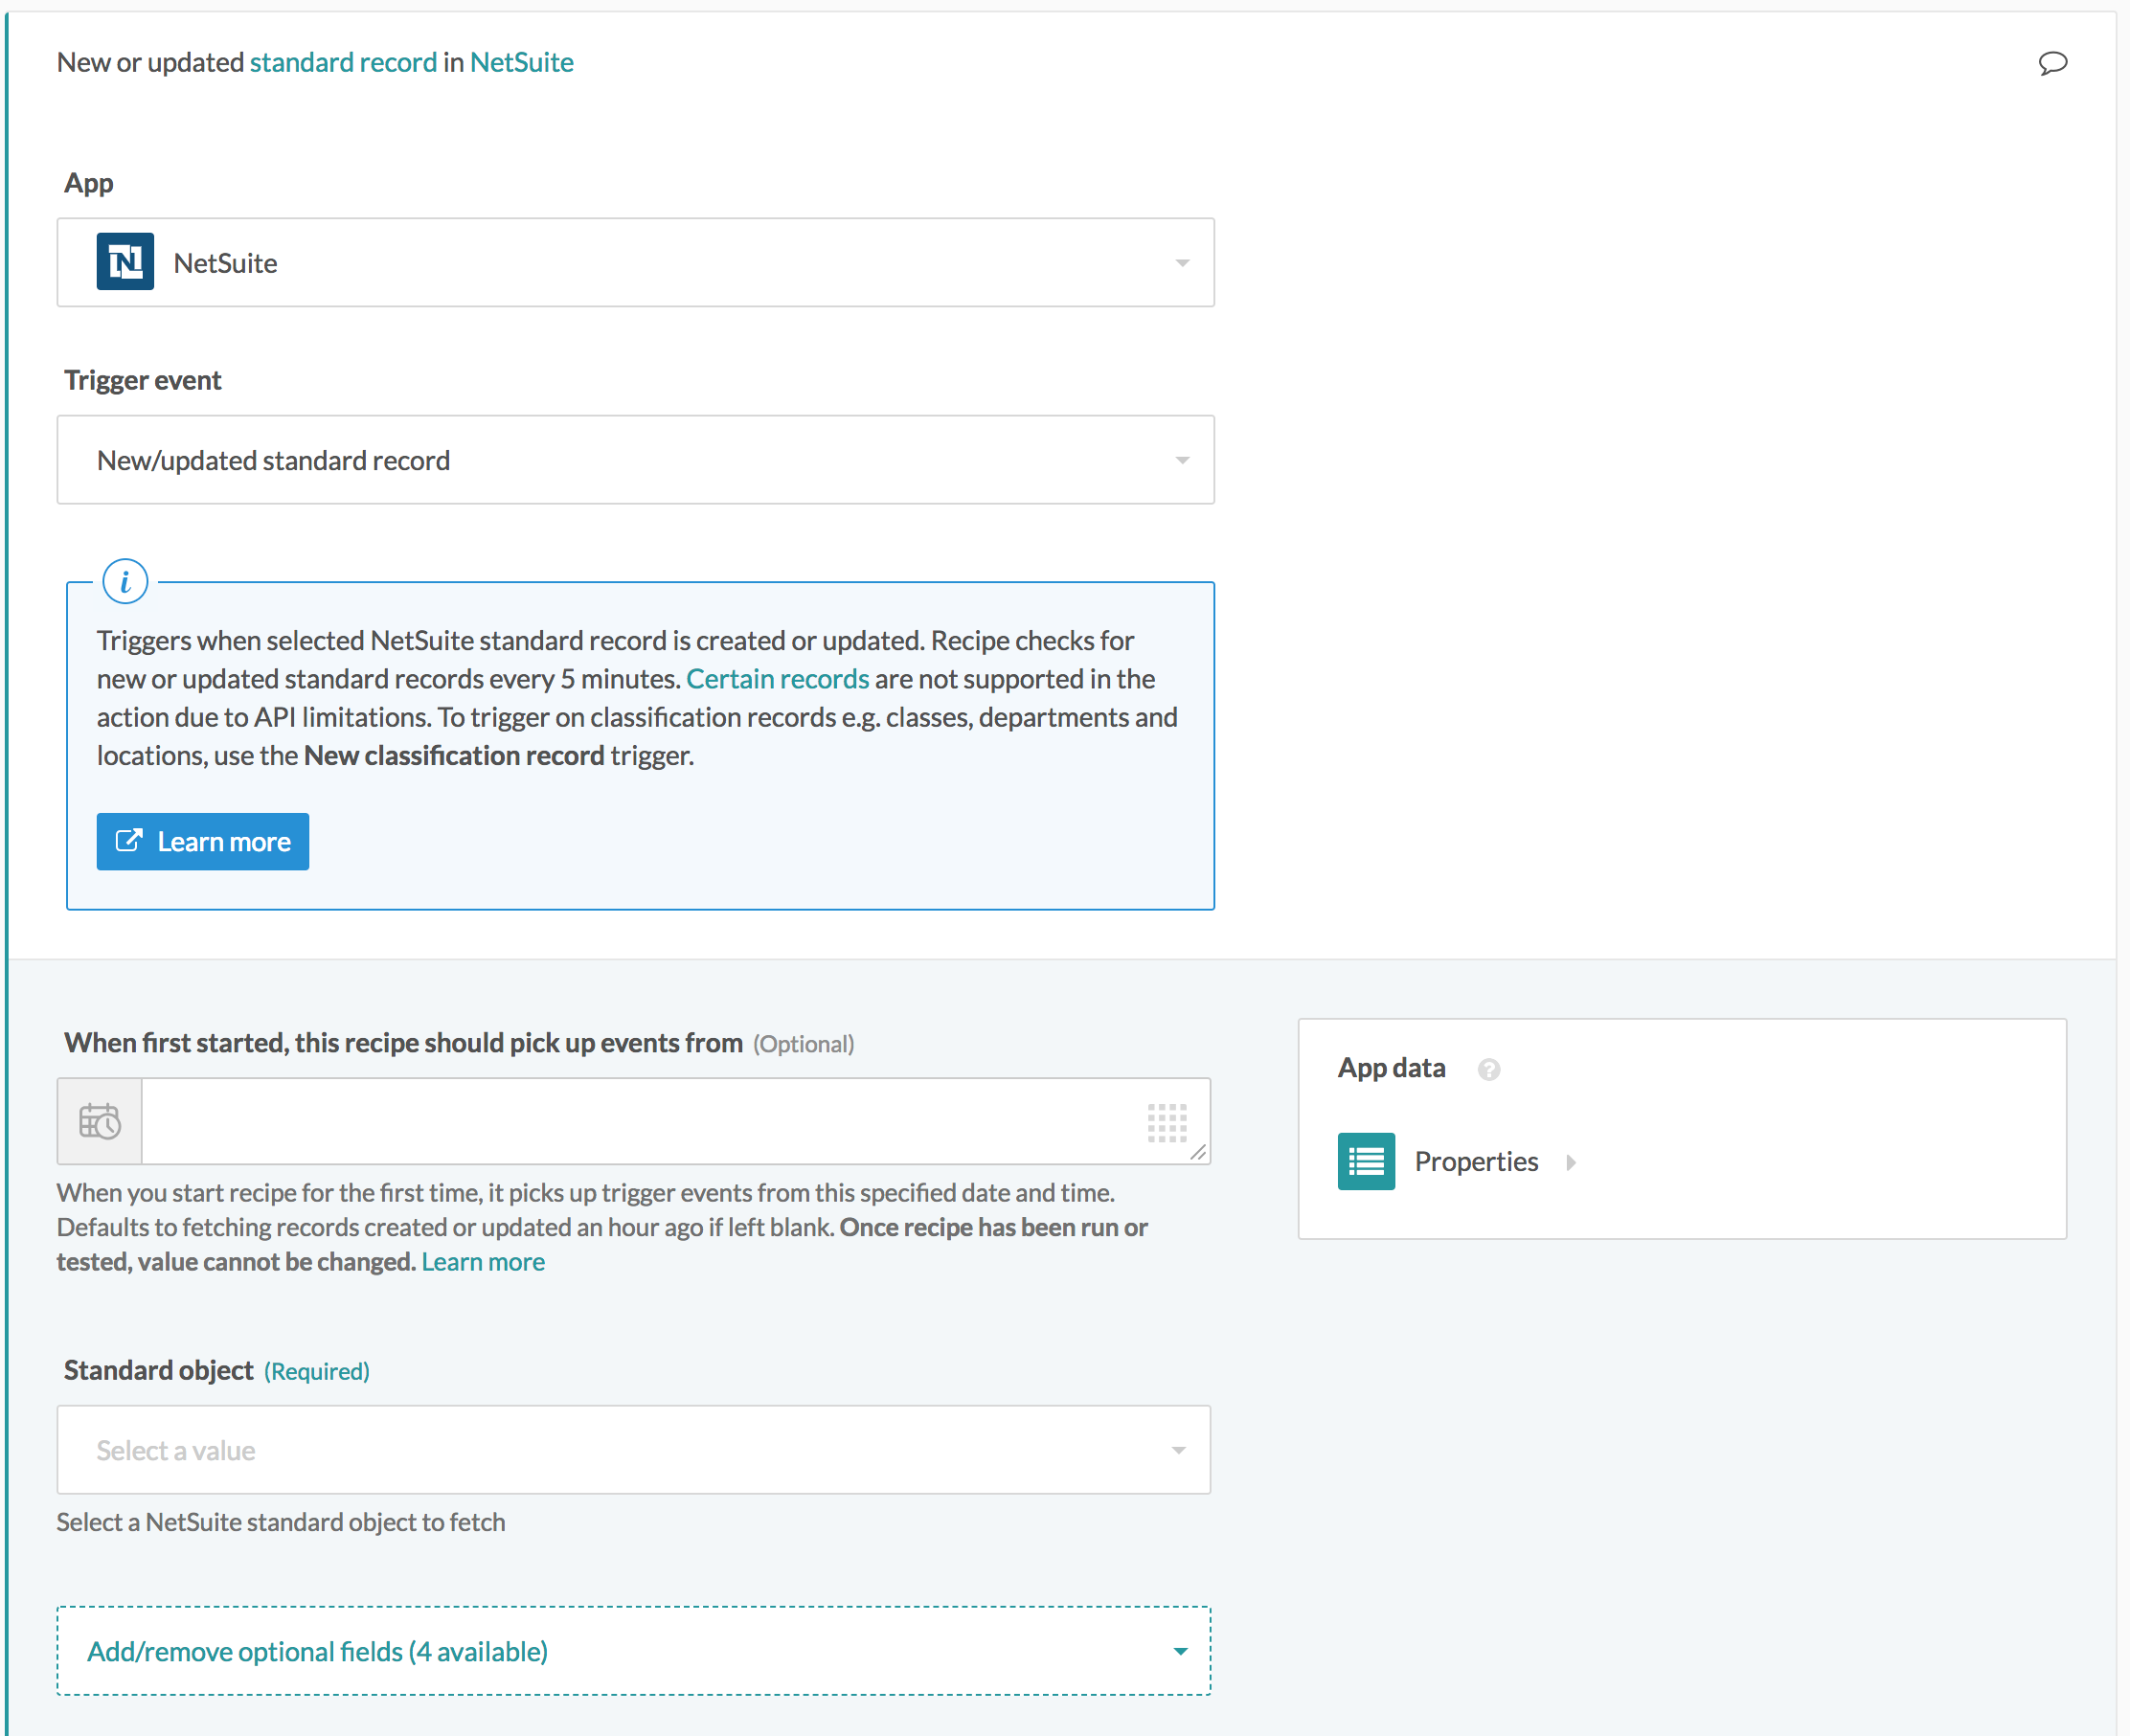 New or updated standard record in NetSuite
App
NetSuite
Trigger event
New/updated standard record
i
Triggers when selected NetSuite standard record is created or updated. Recipe checks for
new or updated standard records every 5 minutes. Certain records are not supported in the
action due to API limitations. To trigger on classification records e.g. classes, departments and
locations, use the New classification record trigger.
Learn more
When first started, this recipe should pick up events from (Optional)
When you start recipe for the first time, it picks up trigger events from this specified date and time.
Defaults to fetching records created or updated an hour ago if left blank. Once recipe has been run or
tested, value cannot be changed. Learn more
App data ?
Properties
Standard object (Required)
Select a value
Select a NetSuite standard object to fetch
Add/remove optional fields (4 available)